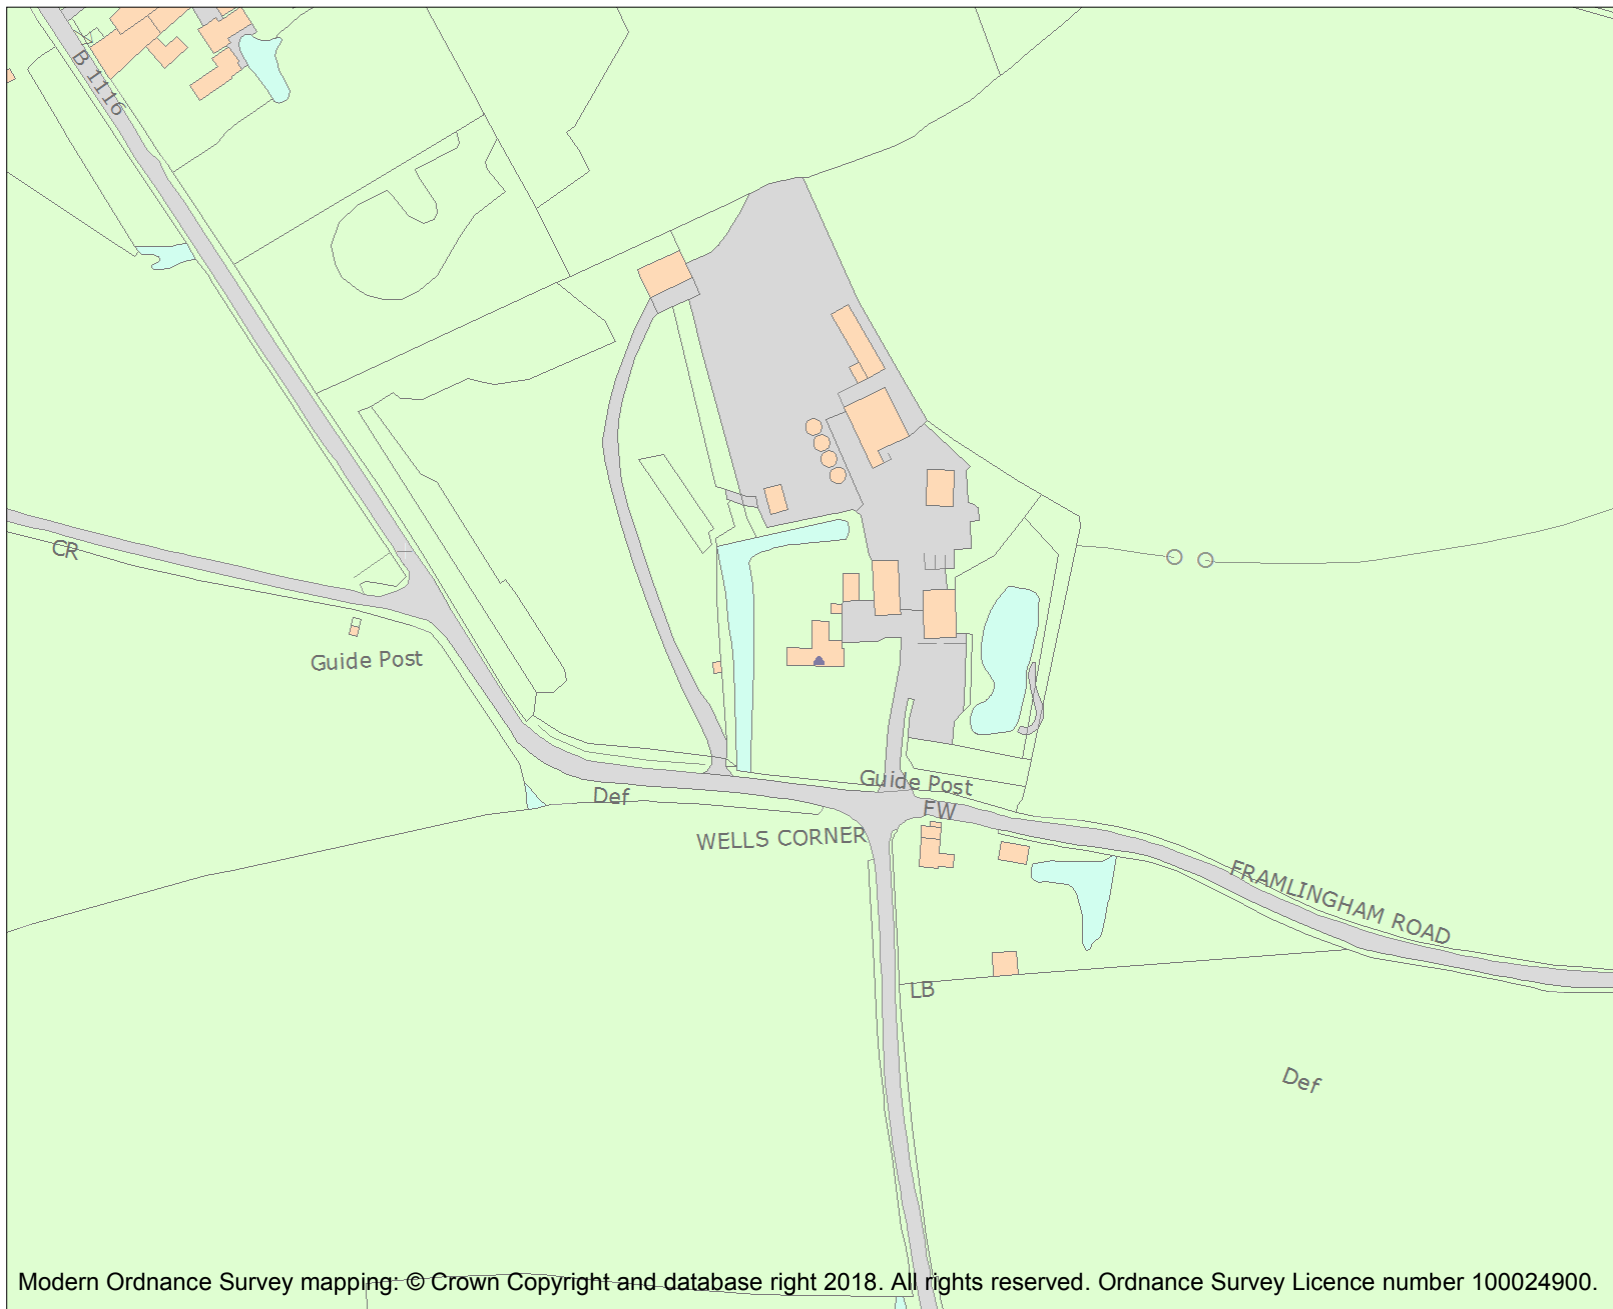 B 1116
CR
Guide Post
Guide Post
Def
FW
WELLS CORNER
FRAMLINGHAM ROAD
LB
Def
Modern Ordnance Survey mapping: © Crown Copyright and database right 2018. All rights reserved. Ordnance Survey Licence number 100024900.